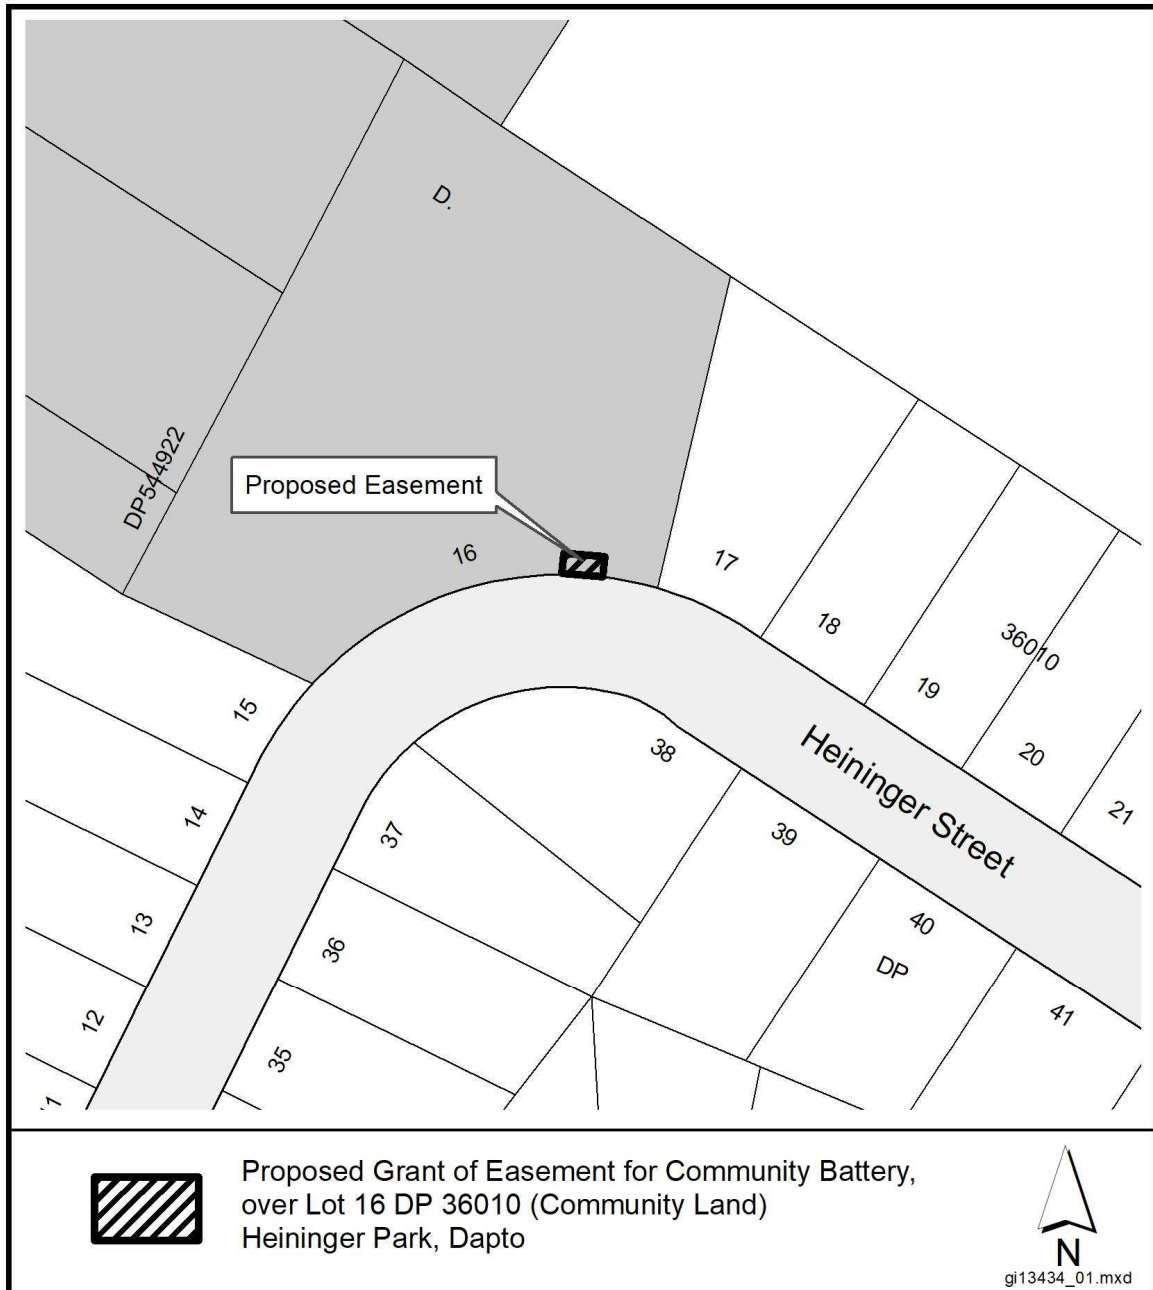 D.
DP544922
Proposed Easement
16
17
18
36010
19
20
21
15
14
13
12
11
38
37
39
36
40
DP
35
41
Heininger Street
Proposed Grant of Easement for Community Battery,
over Lot 16 DP 36010 (Community Land)
Heininger Park, Dapto
N
gi13434_01.mxd